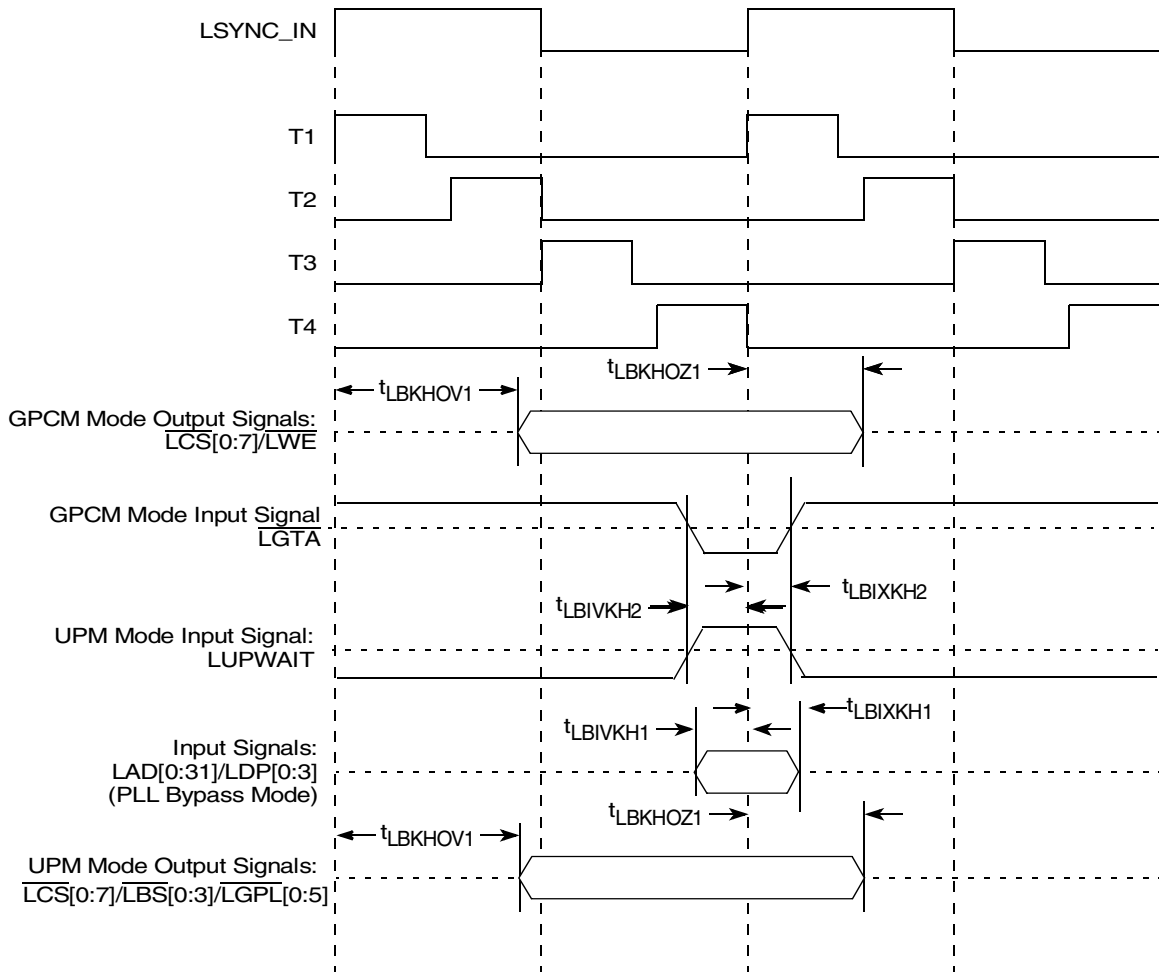 LSYNC_IN
T1
T2
T3
T4
tLBKHOZ1
tLBKHOV1
GPCM Mode Output Signals:
LCS[0:7]/LWE
GPCM Mode Input Signal
LGTA
tLBIXKH2
tLBIVKH2
UPM Mode Input Signal:
LUPWAIT
tLBIXKH1
tLBIVKH1
Input Signals:
LAD[0:31]/LDP[0:3]
(PLL Bypass Mode)
tLBKHOZ1
tLBKHOV1
UPM Mode Output Signals:
LCS[0:7]/LBS[0:3]/LGPL[0:5]